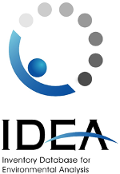 IDEA
Inventory Database for
Environmental Analysis